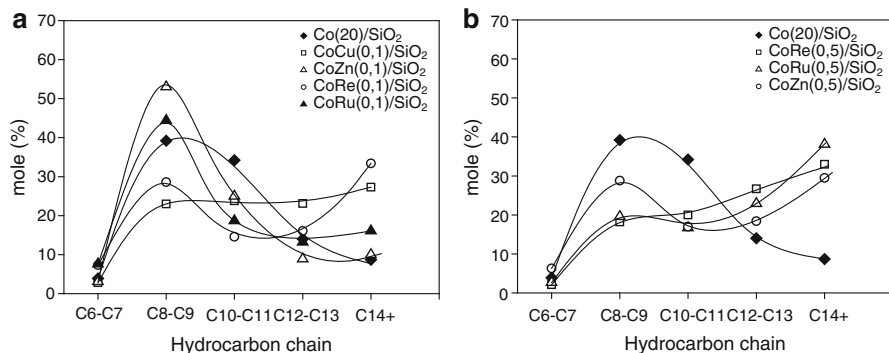 a
70
60
50
40
30
20
10
0
mole (%)
Co(20)/SiO₂
CoCu(0,1)/SiO₂
CoZn(0,1)/SiO₂
CoRe(0,1)/SiO₂
CoRu(0,1)/SiO₂
C6-C7 C8-C9 C10-C11 C12-C13 C14+
Hydrocarbon chain
b
70
60
50
40
30
20
10
0
mole (%)
Co(20)/SiO₂
CoRe(0,5)/SiO₂
CoRu(0,5)/SiO₂
CoZn(0,5)/SiO₂
C6-C7 C8-C9 C10-C11 C12-C13 C14+
Hydrocarbon chain